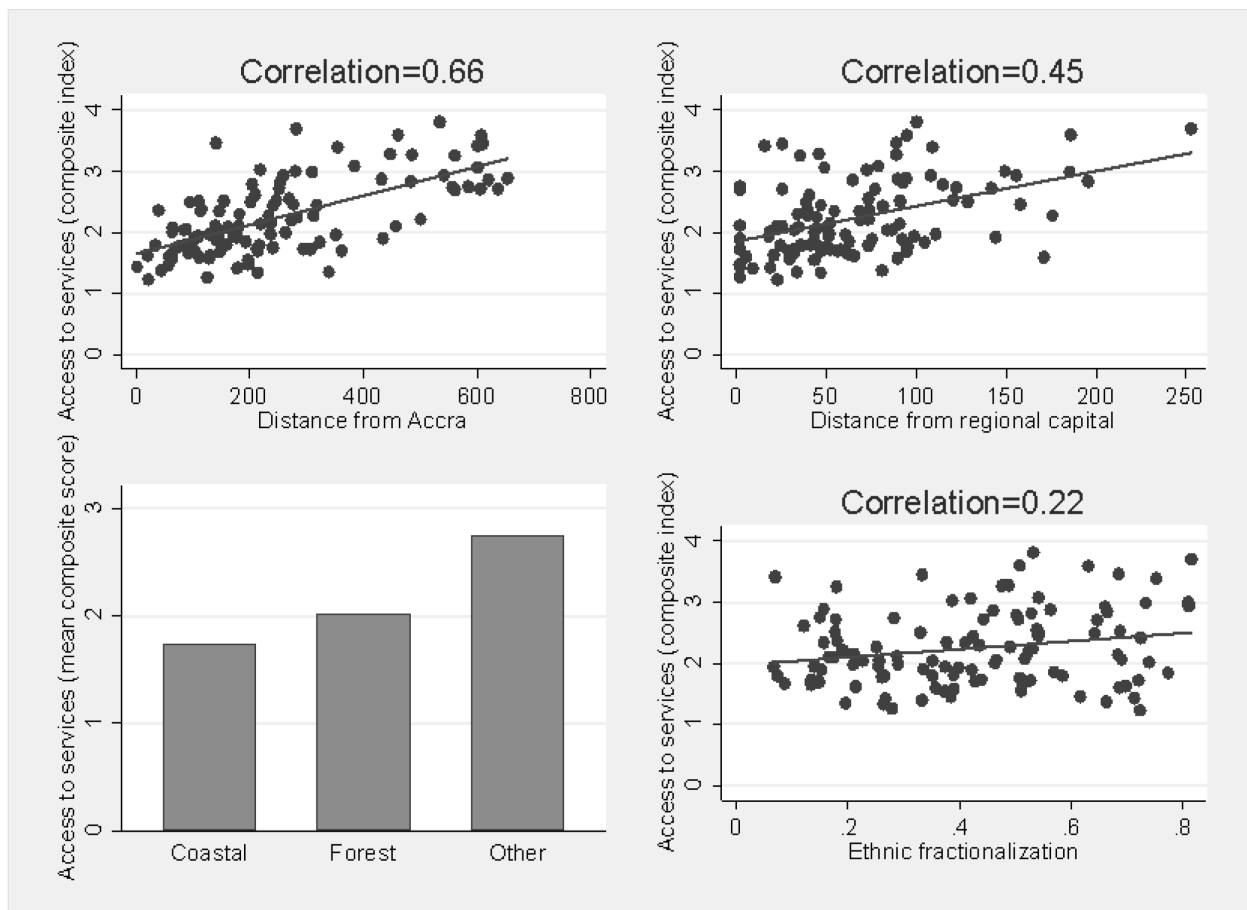 Correlation=0.66
Access to services (composite index)
4
3
2
1
0
0 200 400 600 800
Distance from Accra
Correlation=0.45
Access to services (composite index)
4
3
2
1
0
0 50 100 150 200 250
Distance from regional capital
Access to services (mean composite score)
3
2
1
0
Coastal Forest Other
Correlation=0.22
Access to services (composite index)
4
3
2
1
0
0 .2 .4 .6 .8
Ethnic fractionalization